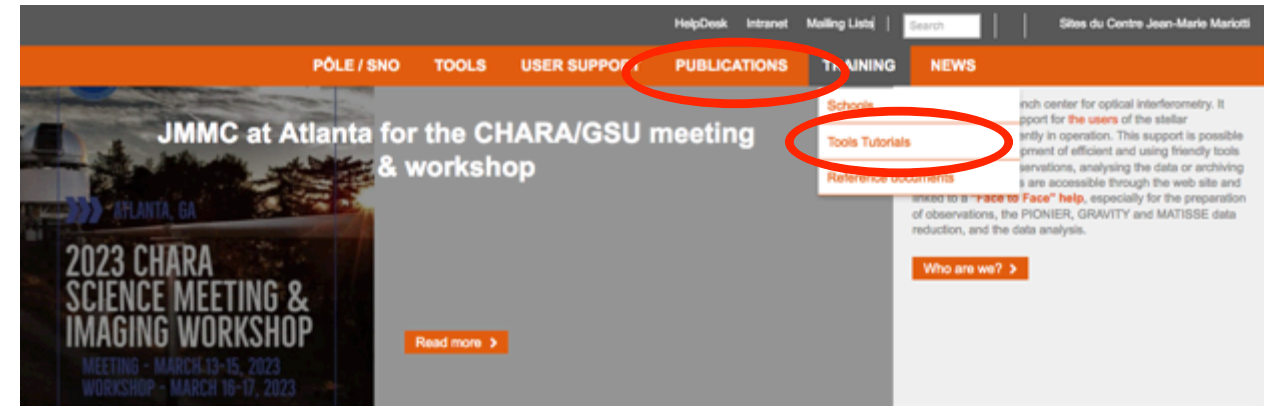 HelpDesk Intranet Mailing Lists | Search Sites du Centre Jean-Marie Mariotti
PÔLE / SNO TOOLS USER SUPPORT PUBLICATIONS TRAINING NEWS
JMMC at Atlanta for the CHARA/GSU meeting
& workshop
ATLANTA, GA
2023 CHARA
SCIENCE MEETING &
IMAGING WORKSHOP
MEETING - MARCH 13-15, 2023
WORKSHOP - MARCH 16-17, 2023
Read more >
Schools
Tools Tutorials
Reference documents
center for optical interferometry. It
for the users of the stellar
in operation. This support is possible
of efficient and using friendly tools
analysing the data or archiving
are accessible through the web site and
linked to a "Face to Face" help, especially for the preparation
of observations, the PIONIER, GRAVITY and MATISSE data
reduction, and the data analysis.
Who are we? >